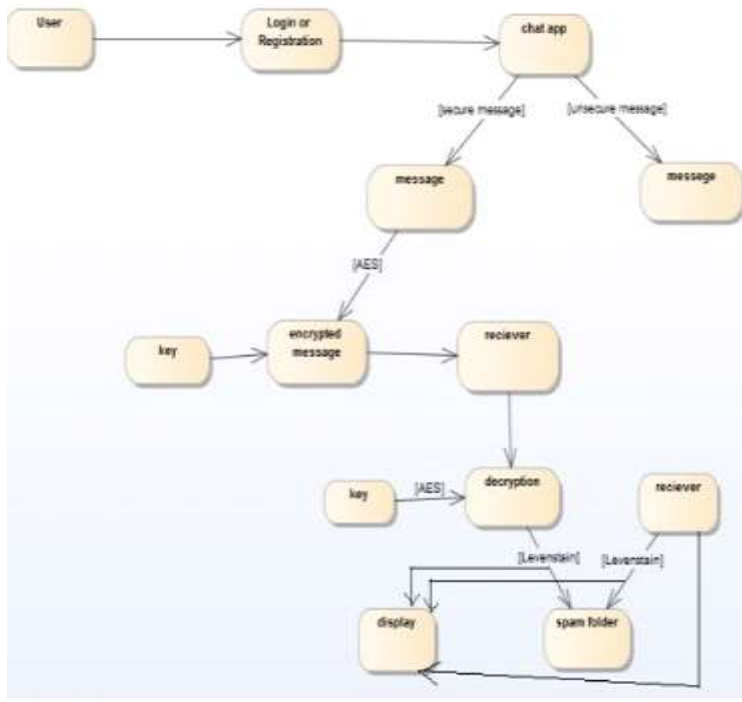 User
Login or
Registration
chat app
[secure message]
[unsecure message]
message
messege
[AES]
key
encrypted
message
reciever
key
[AES]
decryption
reciever
[Levenstain]
[Levenstain]
display
spam folder